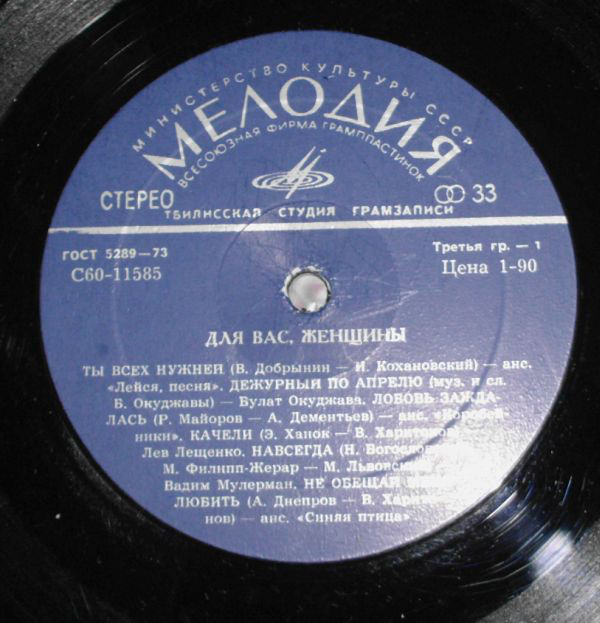 МИНИСТЕРСТВО КУЛЬТУРЫ СССР
МЕЛОДИЯ
ВСЕСОЮЗНАЯ ФИРМА ГРАМПЛАСТИНОК
СТЕРЕО 33
ТБИЛИССКАЯ СТУДИЯ ГРАМЗАПИСИ
ГОСТ 5289—73 Третья гр. — 1
С60-11585 Цена 1-90
ДЛЯ ВАС, ЖЕНЩИНЫ
ТЫ ВСЕХ НУЖНЕЙ (В. Добрынин — И. Кохановский) — анс.
«Лейся, песня». ДЕЖУРНЫЙ ПО АПРЕЛЮ (муз. и сл.
Б. Окуджавы) — Булат Окуджава. ЛОБОВЬ ЗАЖДА-
ЛАСЬ (Р. Майоров — А. Дементьев) — анс. «Коробей-
ники». КАЧЕЛИ (Э. Ханок — В. Харитонов)
Лев Лещенко. НАВСЕГДА (Н. Богослов
М. Филипп-Жерар — М. Львовский)
Вадим Мулерман. НЕ ОБЕЩАЙ
ЛЮБИТЬ (А. Днепров — В. Харито
нов) — анс. «Синяя птица»